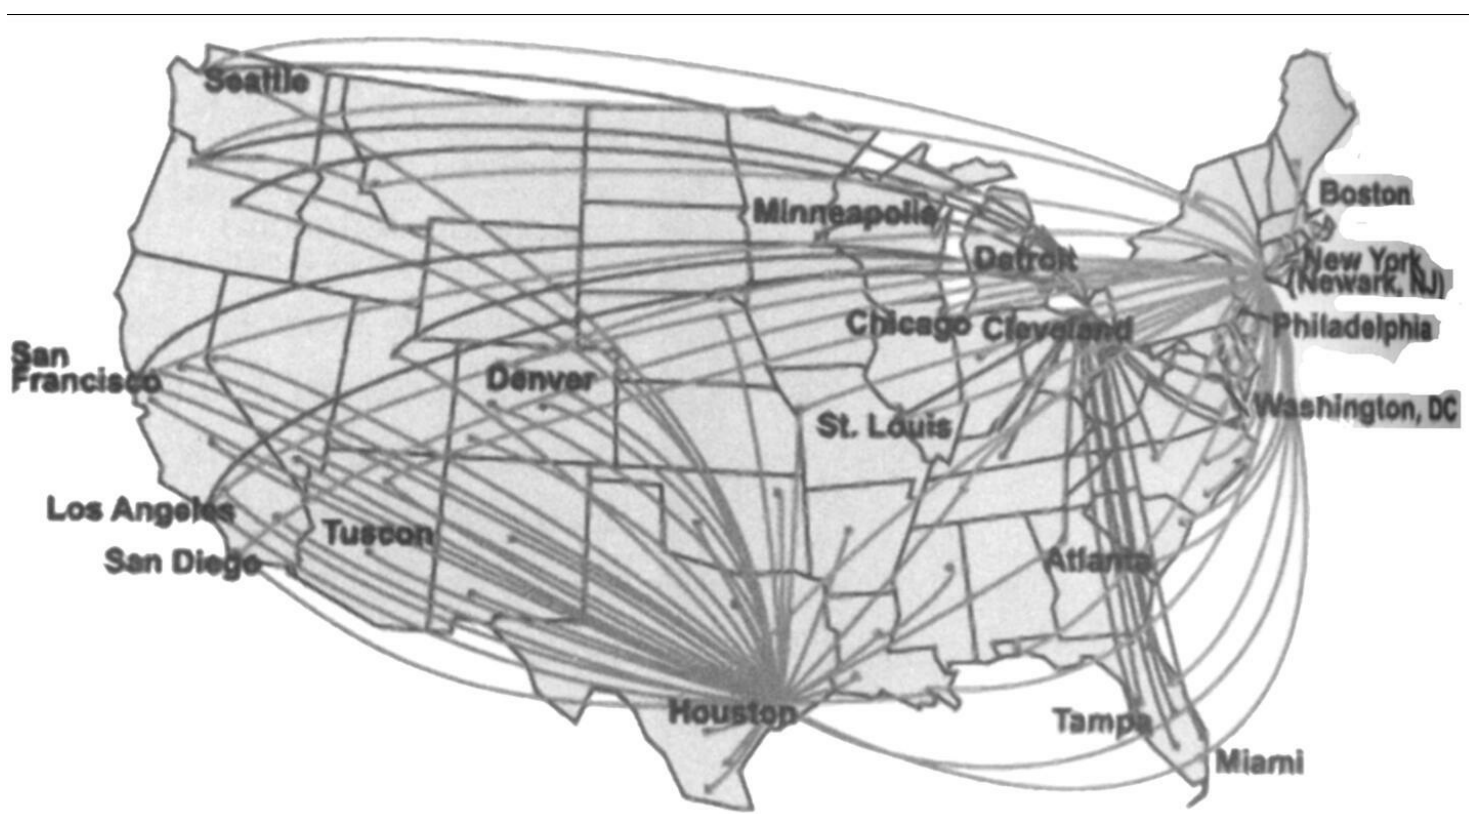 Seattle
Boston
Minneapolis
New York
(Newark, NJ)
Detroit
Chicago
Cleveland
Philadelphia
San
Francisco
Denver
Washington, DC
St. Louis
Los Angeles
Tuscon
San Diego
Atlanta
Houston
Tampa
Miami